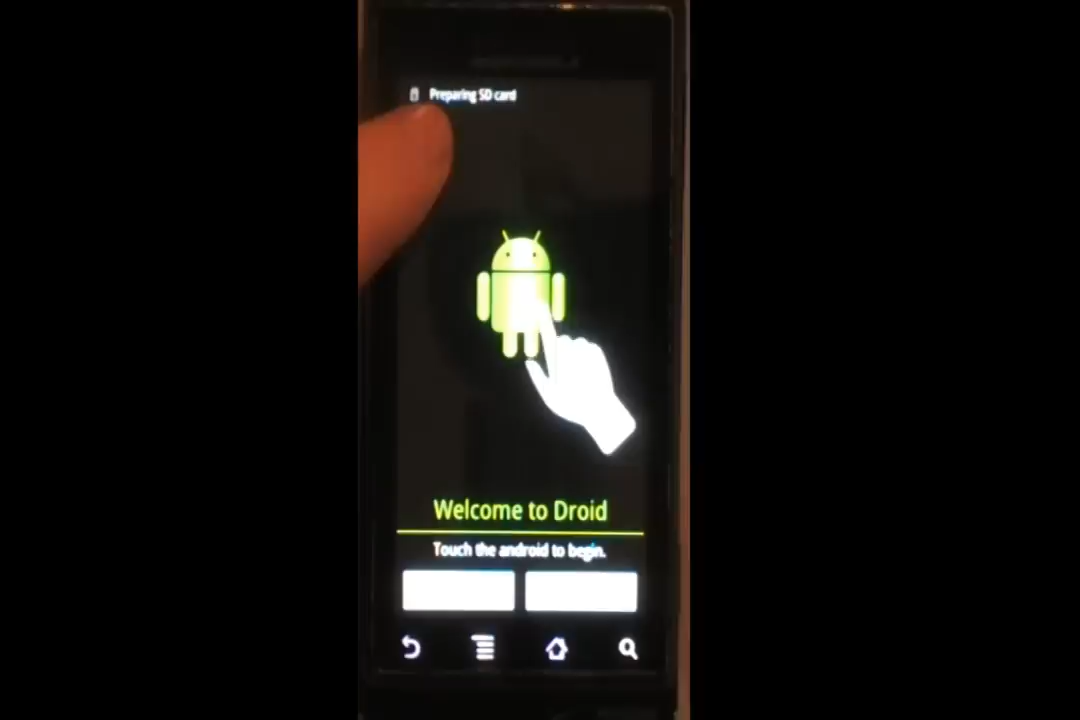 Preparing SD card
Welcome to Droid
Touch the android to begin.